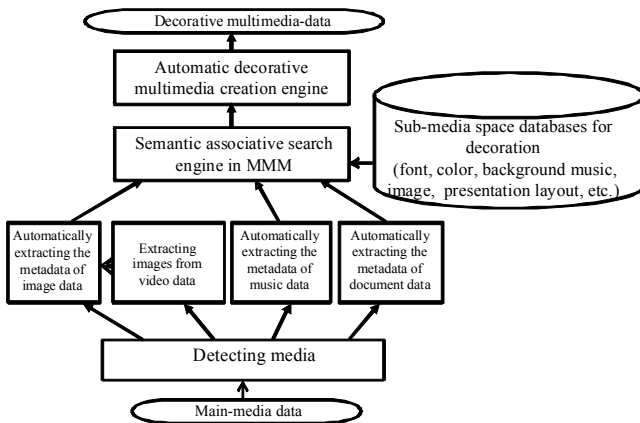 Decorative multimedia-data
Automatic decorative
multimedia creation engine
Semantic associative search
engine in MMM
Sub-media space databases for
decoration
(font, color, background music,
image, presentation layout, etc.)
Automatically
extracting the
metadata of
image data
Extracting
images from
video data
Automatically
extracting the
metadata of
music data
Automatically
extracting the
metadata of
document data
Detecting media
Main-media data